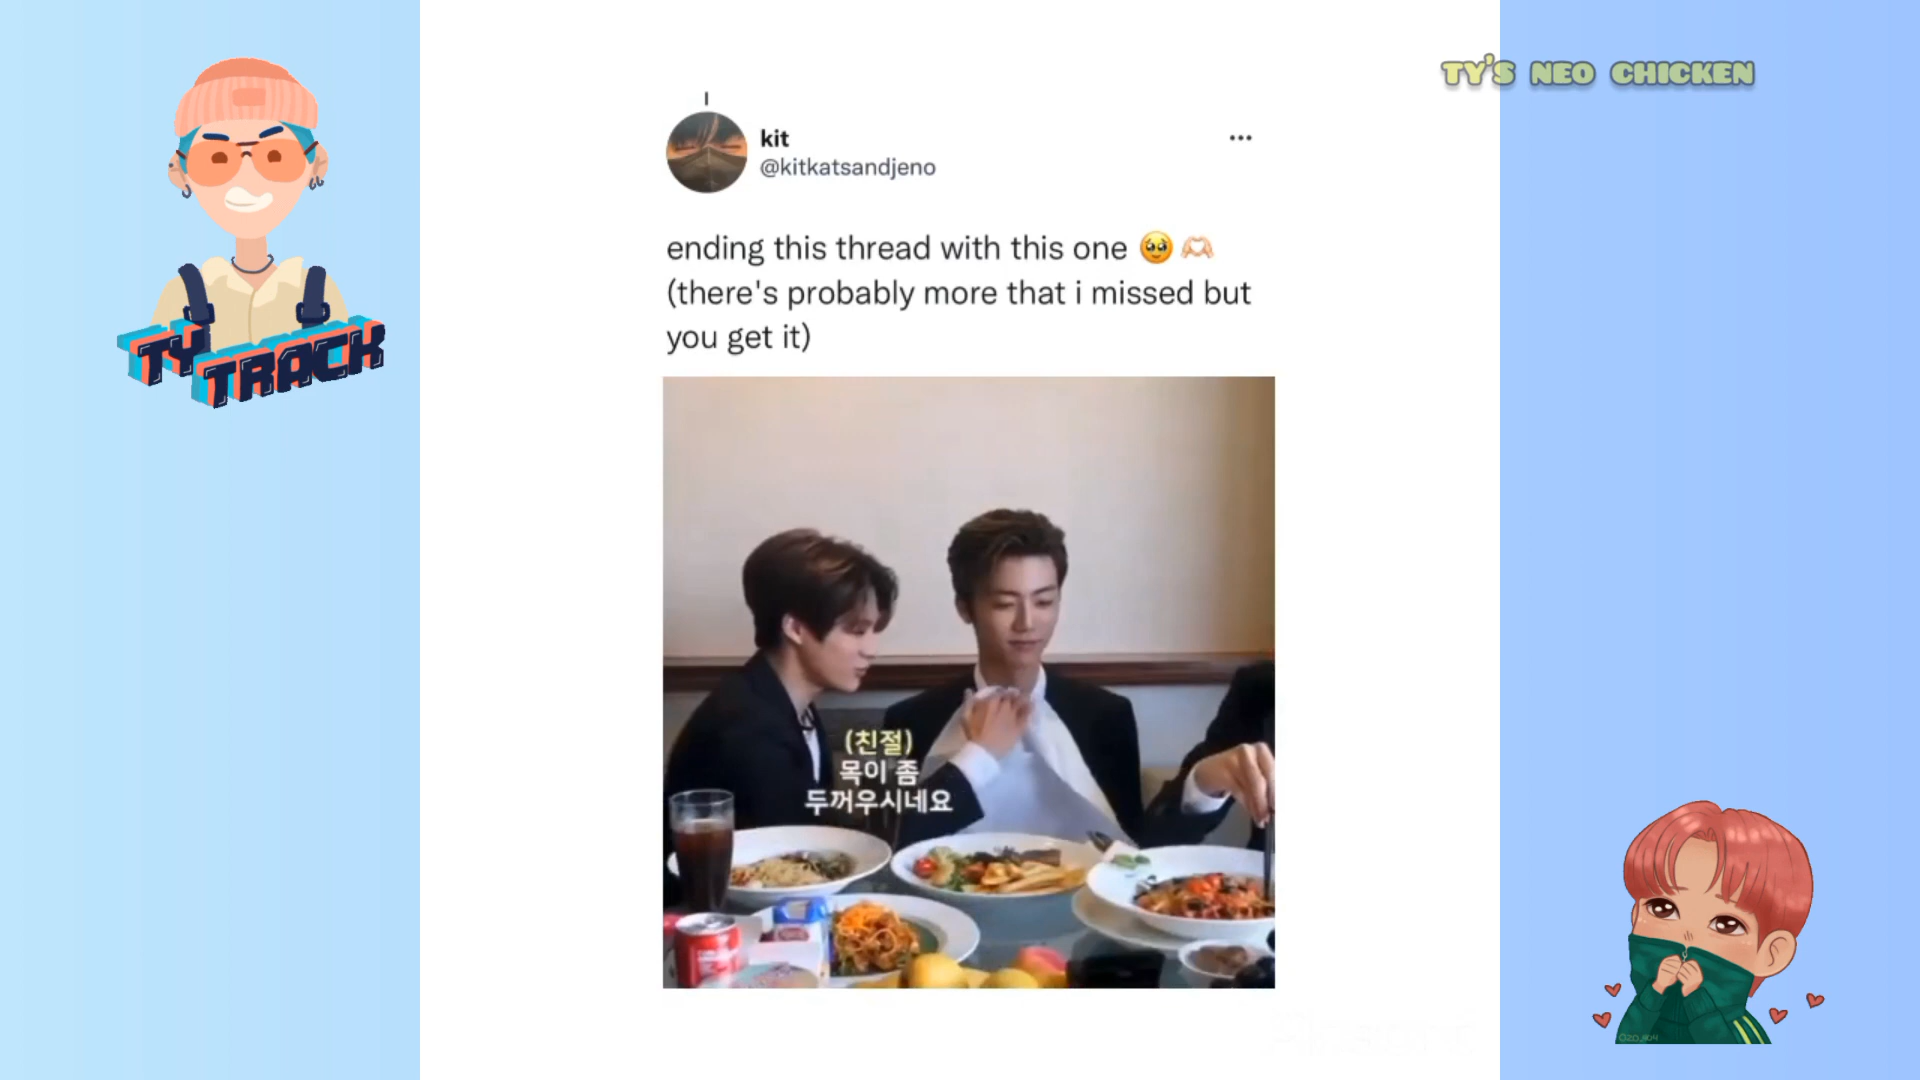 TY'S NEO CHICKEN
TY
TRACK
kit
@kitkatsandjeno
ending this thread with this one 🥹🫶🏻
(there's probably more that i missed but
you get it)
(친절)
목이 좀
두꺼우시네요